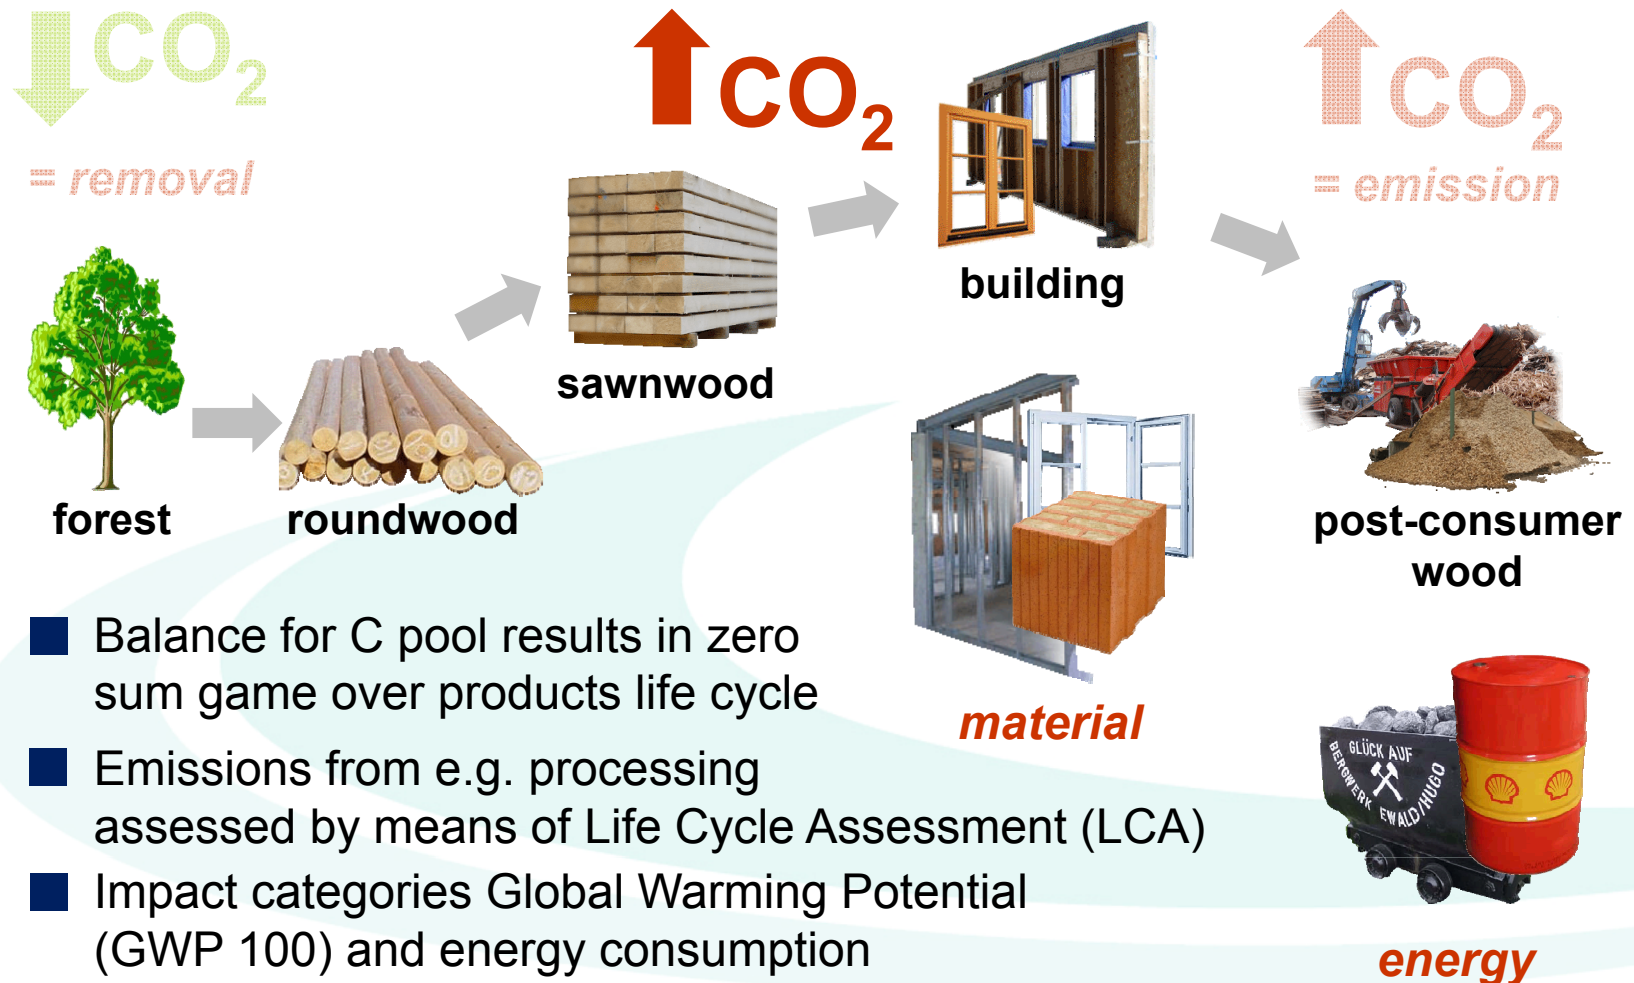 CO2
= removal
CO2
CO2
= emission
forest
roundwood
sawnwood
building
post-consumer
wood
material
Balance for C pool results in zero
sum game over products life cycle
Emissions from e.g. processing
assessed by means of Life Cycle Assessment (LCA)
Impact categories Global Warming Potential
(GWP 100) and energy consumption
GLÜCK AUF
BERGWERK EWALD/HUGO
energy